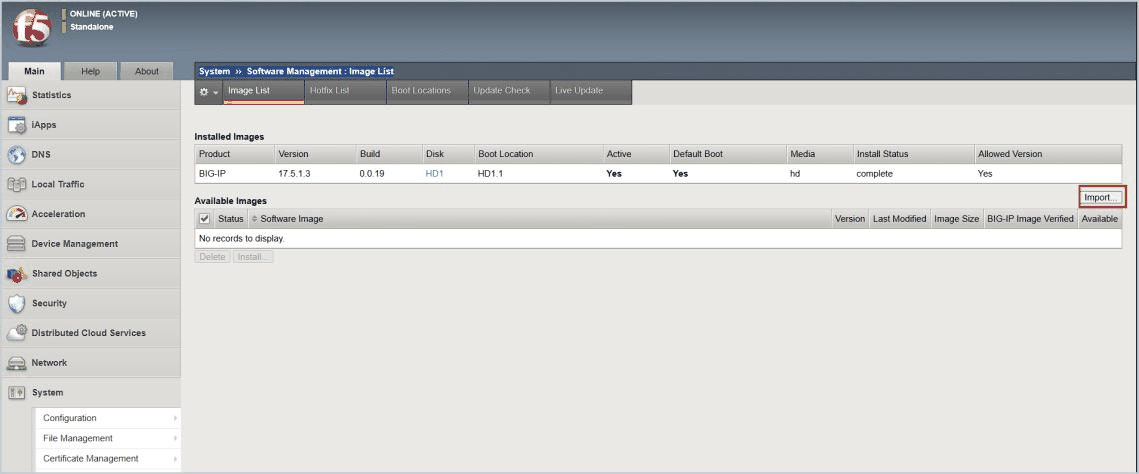 f5
ONLINE (ACTIVE)
Standalone
Main Help About
System ›› Software Management : Image List
Image List Hotfix List Boot Locations Update Check Live Update
Statistics
iApps
DNS
Local Traffic
Acceleration
Device Management
Shared Objects
Security
Distributed Cloud Services
Network
System
Configuration
File Management
Certificate Management
Installed Images
Product Version Build Disk Boot Location Active Default Boot Media Install Status Allowed Version
BIG-IP 17.5.1.3 0.0.19 HD1 HD1.1 Yes Yes hd complete Yes
Available Images Import...
Status Software Image Version Last Modified Image Size BIG-IP Image Verified Available
No records to display.
Delete Install...